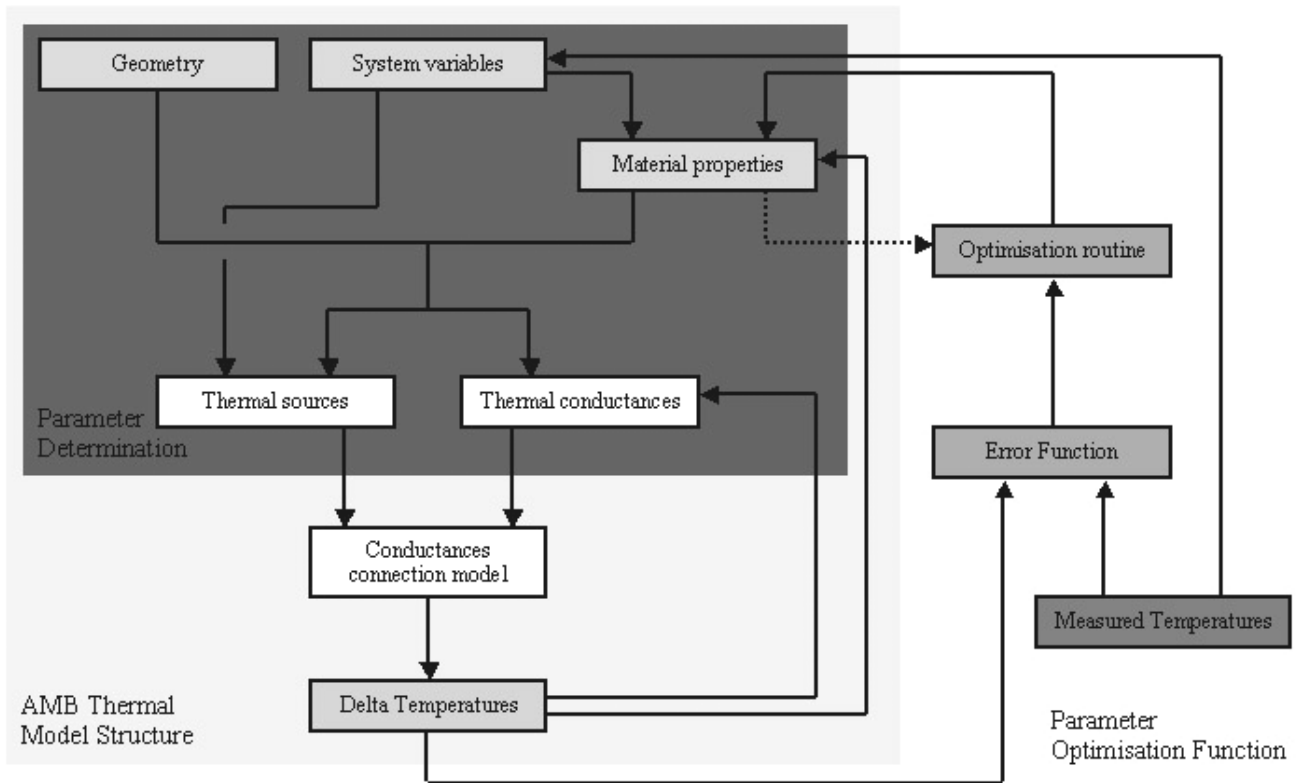 Geometry
System variables
Material properties
Optimisation routine
Thermal sources
Thermal conductances
Parameter
Determination
Error Function
Conductances
connection model
Measured Temperatures
Delta Temperatures
AMB Thermal
Model Structure
Parameter
Optimisation Function